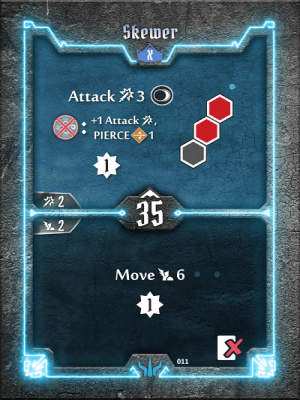 Skewer
X
Attack 3
: +1 Attack ,
PIERCE 1
1
2
35
2
Move 6
1
011